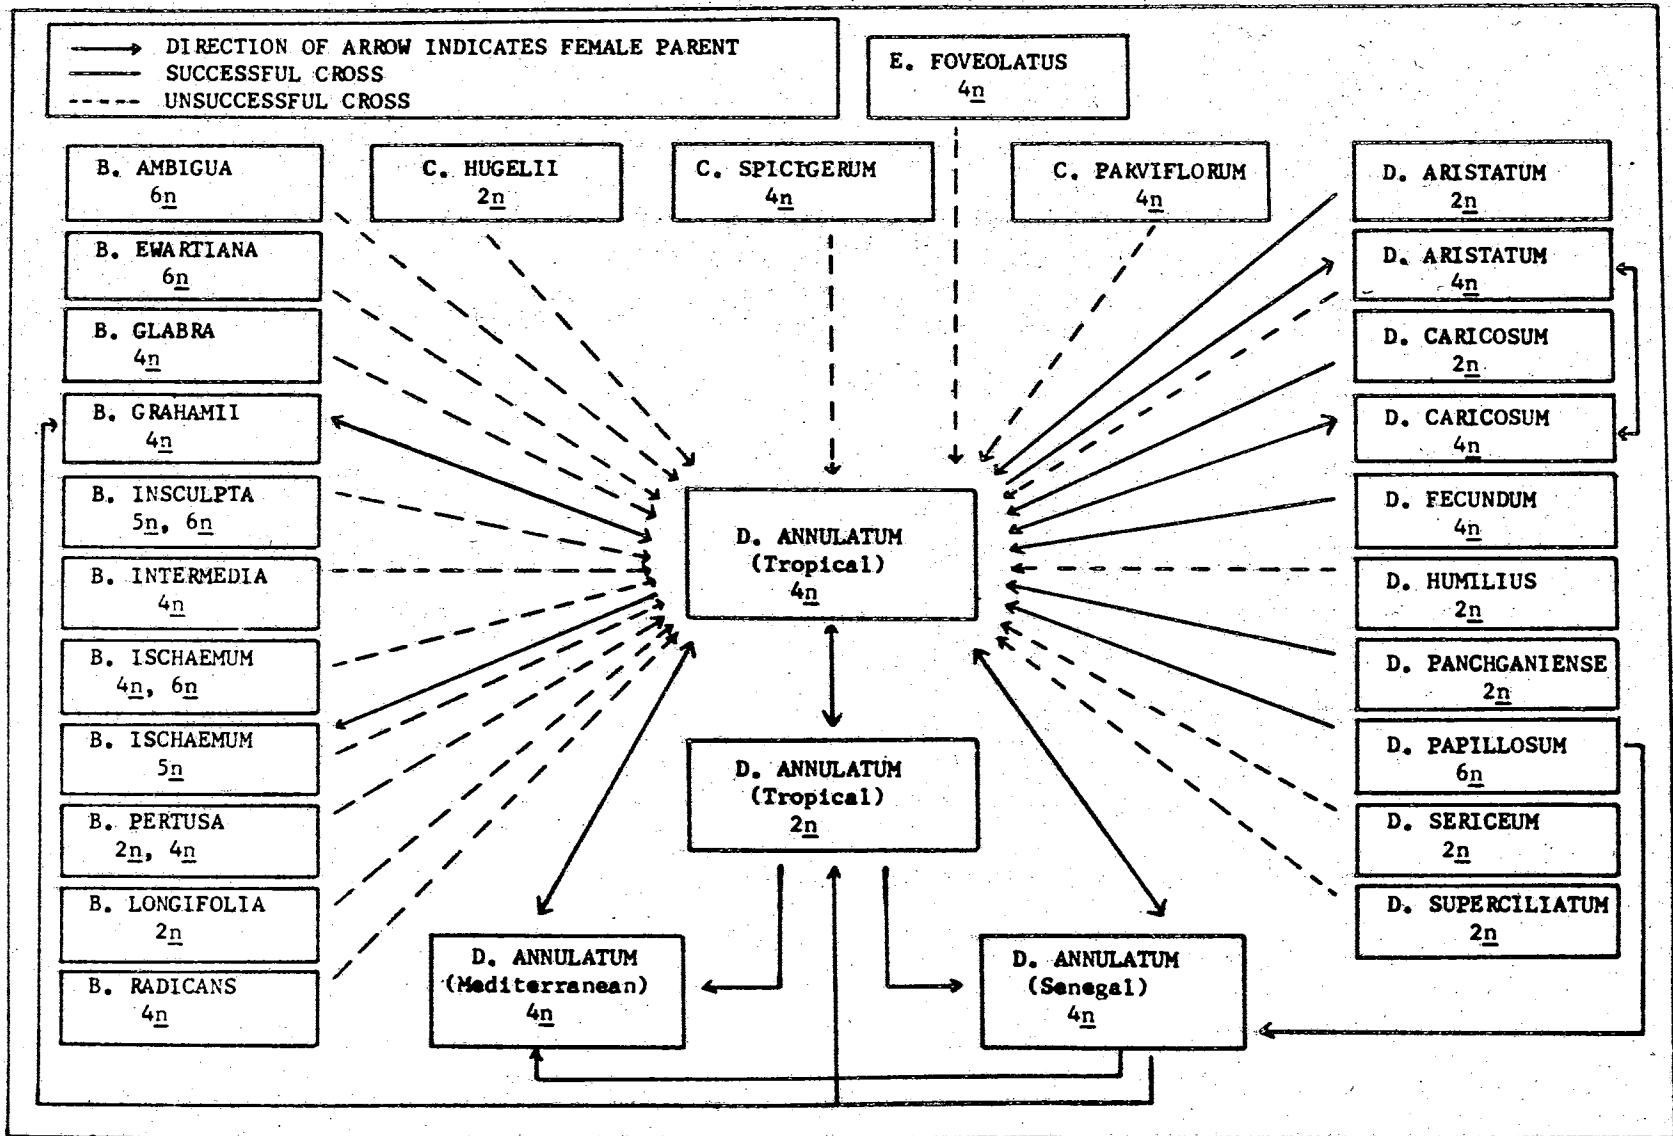 DIRECTION OF ARROW INDICATES FEMALE PARENT
SUCCESSFUL CROSS
UNSUCCESSFUL CROSS
E. FOVEOLATUS
4n
B. AMBIGUA
6n
C. HUGELII
2n
C. SPICIGERUM
4n
C. PARVIFLORUM
4n
D. ARISTATUM
2n
B. EWARTIANA
6n
D. ARISTATUM
4n
B. GLABRA
4n
D. CARICOSUM
2n
B. GRAHAMII
4n
D. CARICOSUM
4n
B. INSCULPTA
5n, 6n
D. FECUNDUM
4n
D. ANNULATUM
(Tropical)
4n
B. INTERMEDIA
4n
D. HUMILIUS
2n
B. ISCHAEMUM
4n, 6n
D. PANCHGANIENSE
2n
B. ISCHAEMUM
5n
D. PAPILLOSUM
6n
D. ANNULATUM
(Tropical)
2n
B. PERTUSA
2n, 4n
D. SERICEUM
2n
B. LONGIFOLIA
2n
D. SUPERCILIATUM
2n
B. RADICANS
4n
D. ANNULATUM
(Mediterranean)
4n
D. ANNULATUM
(Senegal)
4n